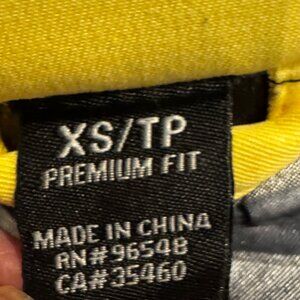 XS/TP
PREMIUM FIT
MADE IN CHINA
RN#96548
CA#35460